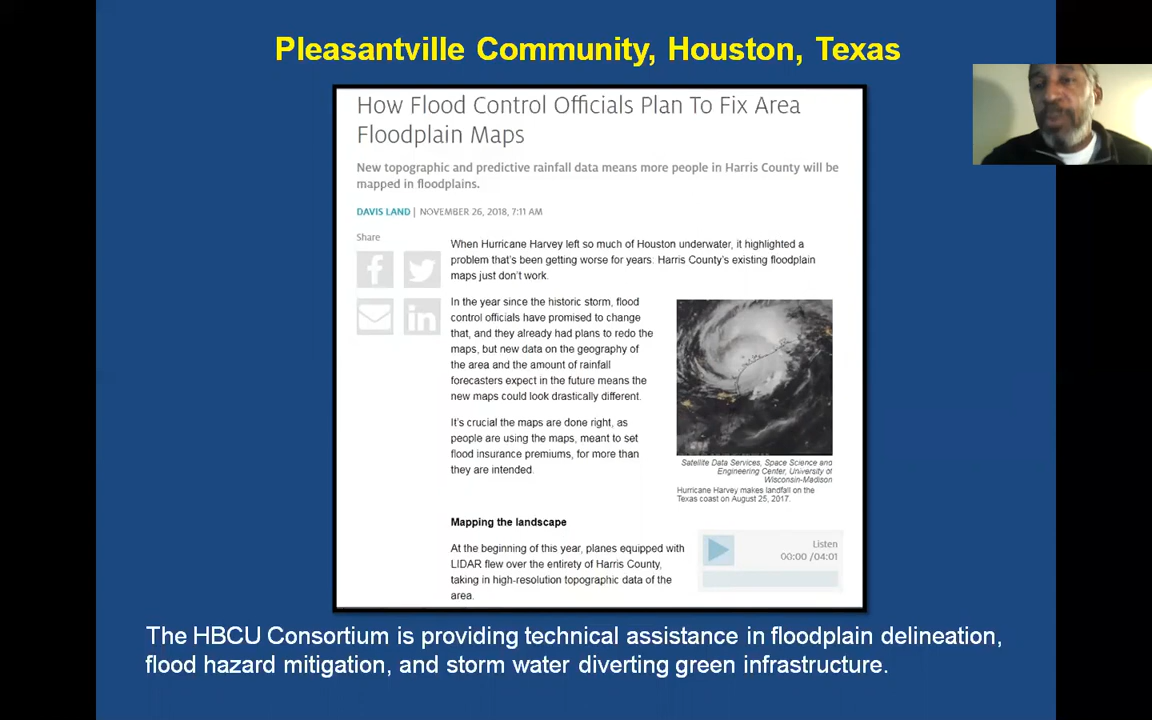 Pleasantville Community, Houston, Texas
How Flood Control Officials Plan To Fix Area
Floodplain Maps
New topographic and predictive rainfall data means more people in Harris County will be
mapped in floodplains.
DAVIS LAND | NOVEMBER 26, 2018, 7:11 AM
Share
When Hurricane Harvey left so much of Houston underwater, it highlighted a
problem that's been getting worse for years: Harris County's existing floodplain
maps just don't work.
In the year since the historic storm, flood
control officials have promised to change
that, and they already had plans to redo the
maps, but new data on the geography of
the area and the amount of rainfall
forecasters expect in the future means the
new maps could look drastically different.
It's crucial the maps are done right, as
people are using the maps, meant to set
flood insurance premiums, for more than
they are intended.
Satellite Data Services, Space Science and
Engineering Center, University of
Wisconsin-Madison
Hurricane Harvey makes landfall on the
Texas coast on August 25, 2017.
Mapping the landscape
At the beginning of this year, planes equipped with
LIDAR flew over the entirety of Harris County,
taking in high-resolution topographic data of the
area.
Listen
00:00 /04:01
The HBCU Consortium is providing technical assistance in floodplain delineation,
flood hazard mitigation, and storm water diverting green infrastructure.